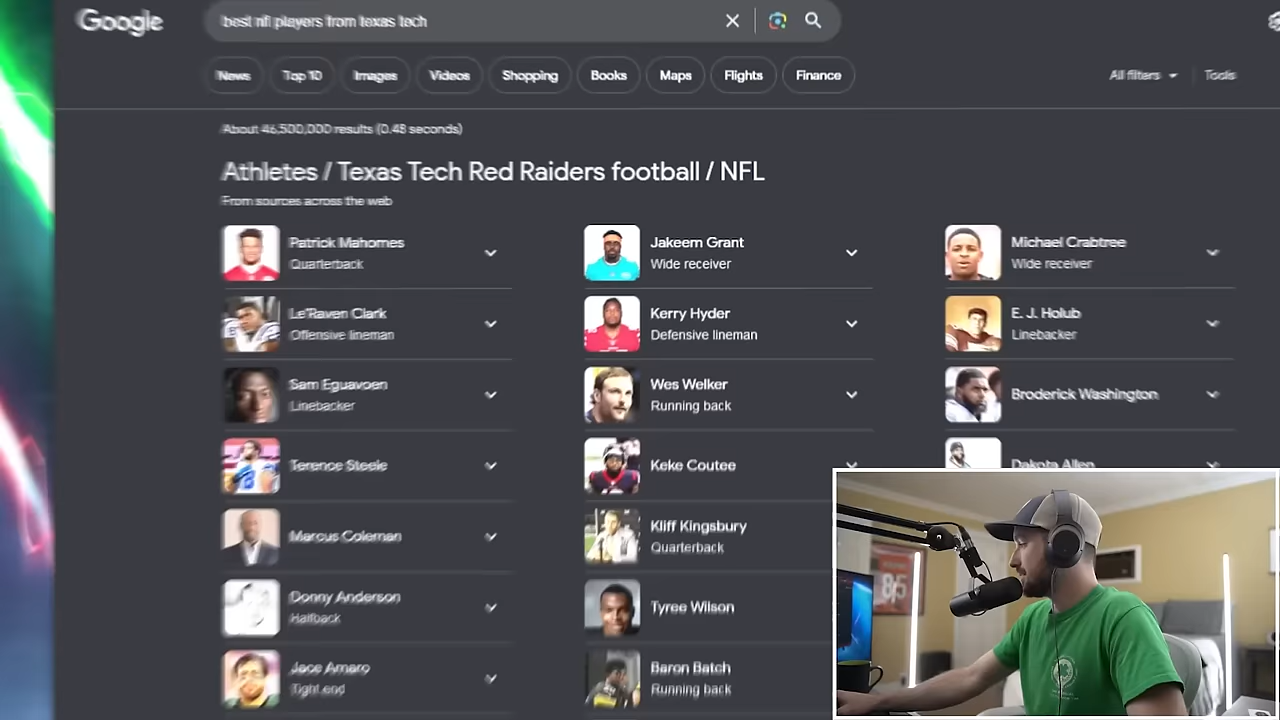 Google
best nfl players from texas tech
News
Top 10
Images
Videos
Shopping
Books
Maps
Flights
Finance
All filters
Tools
About 46,500,000 results (0.48 seconds)
Athletes / Texas Tech Red Raiders football / NFL
From sources across the web
Patrick Mahomes
Quarterback
Jakeem Grant
Wide receiver
Michael Crabtree
Wide receiver
Le'Raven Clark
Offensive lineman
Kerry Hyder
Defensive lineman
E. J. Holub
Linebacker
Sam Eguavoen
Linebacker
Wes Welker
Running back
Broderick Washington
Terence Steele
Keke Coutee
Dakota Allen
Marcus Coleman
Kliff Kingsbury
Quarterback
Donny Anderson
Halfback
Tyree Wilson
Jace Amaro
Tight end
Baron Batch
Running back
85